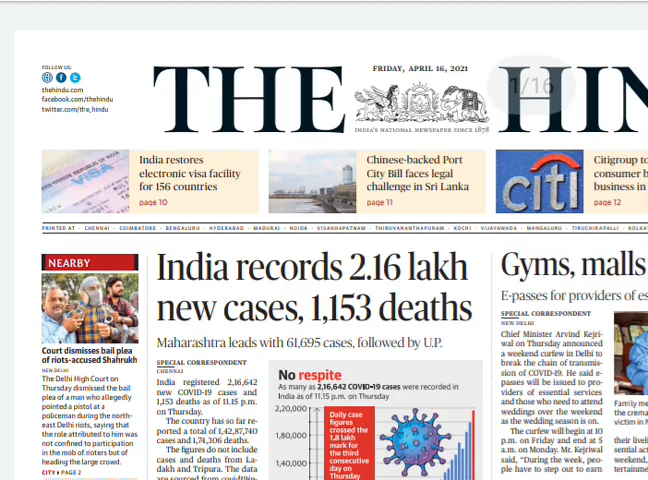 FOLLOW US:
thehindu.com
facebook.com/thehindu
twitter.com/the_hindu
FRIDAY, APRIL 16, 2021
THE HIN
INDIA'S NATIONAL NEWSPAPER SINCE 1878
1/16
India restores
electronic visa facility
for 156 countries
page 10
Chinese-backed Port
City Bill faces legal
challenge in Sri Lanka
page 11
citi
Citigroup to
consumer b
business in
page 12
VISA
PRINTED AT · CHENNAI · COIMBATORE · BENGALURU · HYDERABAD · MADURAI · NOIDA · VISAKHAPATNAM · THIRUVANANTHAPURAM · KOCHI · VIJAYAWADA · MANGALURU · TIRUCHIRAPALLI · KOLKAT
NEARBY
Court dismisses bail plea
of riots-accused Shahrukh
NEW DELHI
The Delhi High Court on
Thursday dismissed the bail
plea of a man who allegedly
pointed a pistol at a
policeman during the north-
east Delhi riots, saying that
the role attributed to him was
not confined to participation
in the mob of rioters but of
heading the large crowd.
CITY PAGE 2
India records 2.16 lakh
new cases, 1,153 deaths
Maharashtra leads with 61,695 cases, followed by U.P.
SPECIAL CORRESPONDENT
CHENNAI
India registered 2,16,642
new COVID-19 cases and
1,153 deaths as of 11.15 p.m.
on Thursday.
The country has so far re-
ported a total of 1,42,87,740
cases and 1,74,306 deaths.
The figures do not include
cases and deaths from La-
dakh and Tripura. The data
are sourced from covid19in-
No respite
As many as 2,16,642 COVID-19 cases were recorded in
India as of 11.15 p.m. on Thursday
2,20,000
1,80,000
1,40,000
Daily case
figures
crossed the
1.8 lakh
mark for
the third
consecutive
day on
Thursday
Gyms, malls
E-passes for providers of es
SPECIAL CORRESPONDENT
NEW DELHI
Chief Minister Arvind Kejri-
wal on Thursday announced
a weekend curfew in Delhi to
break the chain of transmis-
sion of COVID-19. He said e-
passes will be issued to pro-
viders of essential services
and those who need to attend
weddings over the weekend
as the wedding season is on.
The curfew will begin at 10
p.m. on Friday and end at 5
a.m. on Monday. Mr. Kejriwal
said, "During the week, peo-
ple have to step out to earn
Family me
the crema
victim in N
their liveli
sential act
weekend,
tertainme